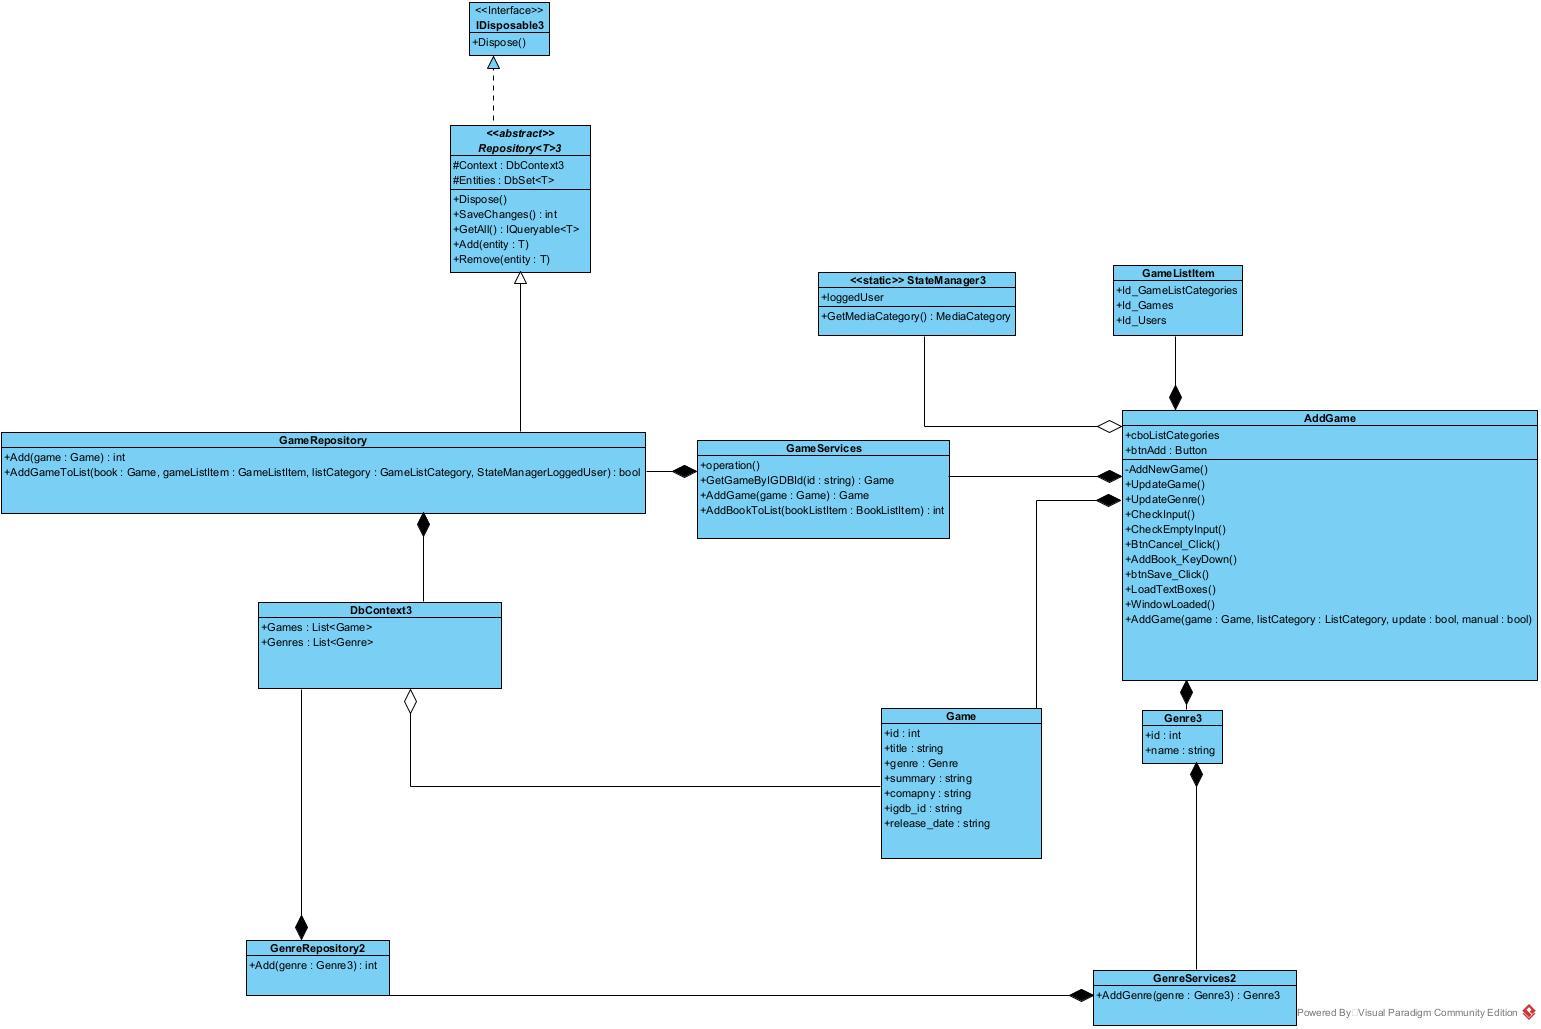 <<Interface>>
IDisposable3
+Dispose()
<<abstract>>
Repository<T>3
#Context : DbContext3
#Entities : DbSet<T>
+Dispose()
+SaveChanges() : int
+GetAll() : IQueryable<T>
+Add(entity : T)
+Remove(entity : T)
<<static>> StateManager3
+loggedUser
+GetMediaCategory() : MediaCategory
GameListItem
+Id_GameListCategories
+Id_Games
+Id_Users
GameRepository
+Add(game : Game) : int
+AddGameToList(book : Game, gameListItem : GameListItem, listCategory : GameListCategory, StateManagerLoggedUser) : bool
GameServices
+operation()
+GetGameByIGDBId(id : string) : Game
+AddGame(game : Game) : Game
+AddBookToList(bookListItem : BookListItem) : int
AddGame
+cboListCategories
+btnAdd : Button
-AddNewGame()
+UpdateGame()
+UpdateGenre()
+CheckInput()
+CheckEmptyInput()
+BtnCancel_Click()
+AddBook_KeyDown()
+btnSave_Click()
+LoadTextBoxes()
+WindowLoaded()
+AddGame(game : Game, listCategory : ListCategory, update : bool, manual : bool)
DbContext3
+Games : List<Game>
+Genres : List<Genre>
Game
+id : int
+title : string
+genre : Genre
+summary : string
+comapny : string
+igdb_id : string
+release_date : string
Genre3
+id : int
+name : string
GenreRepository2
+Add(genre : Genre3) : int
GenreServices2
+AddGenre(genre : Genre3) : Genre3
Powered By Visual Paradigm Community Edition